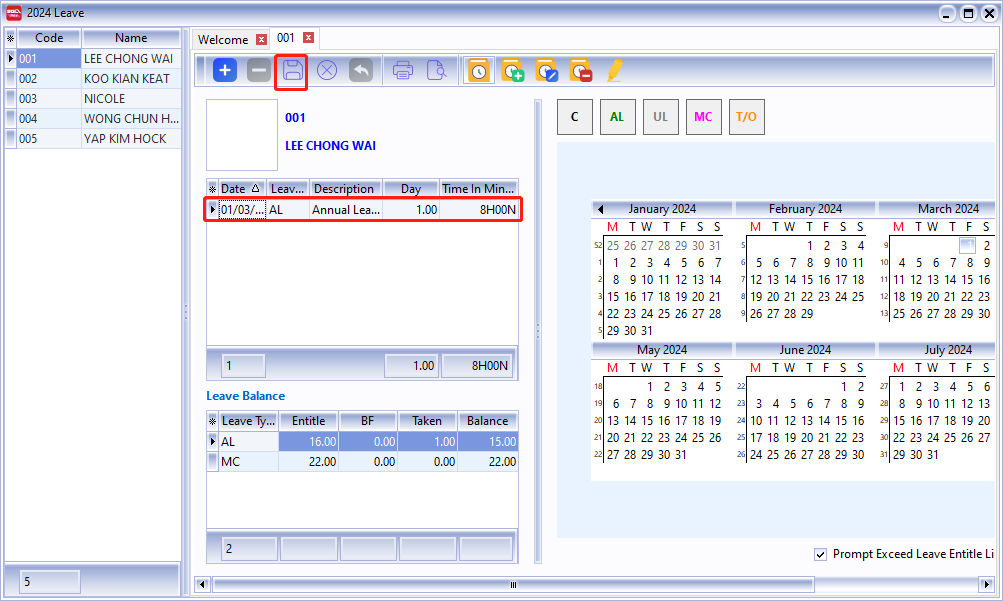 2024 Leave
Code Name
001 LEE CHONG WAI
002 KOO KIAN KEAT
003 NICOLE
004 WONG CHUN H...
005 YAP KIM HOCK
5
Welcome 001
001
LEE CHONG WAI
Date Leav... Description Day Time In Min...
01/03/... AL Annual Lea... 1.00 8H00N
1 1.00 8H00N
Leave Balance
Leave Ty... Entitle BF Taken Balance
AL 16.00 0.00 1.00 15.00
MC 22.00 0.00 0.00 22.00
2
C AL UL MC T/O
January 2024 February 2024 March 2024
M T W T F S S M T W T F S S M T W T F S
52 25 26 27 28 29 30 31 5 1 2 3 4 9 1 2
1 1 2 3 4 5 6 7 6 5 6 7 8 9 10 11 10 4 5 6 7 8 9
2 8 9 10 11 12 13 14 7 12 13 14 15 16 17 18 11 11 12 13 14 15 16
3 15 16 17 18 19 20 21 8 19 20 21 22 23 24 25 12 18 19 20 21 22 23
4 22 23 24 25 26 27 28 9 26 27 28 29 13 25 26 27 28 29 30
5 29 30 31
May 2024 June 2024 July 2024
M T W T F S S M T W T F S S M T W T F S
18 1 2 3 4 5 22 1 2 27 1 2 3 4 5 6
19 6 7 8 9 10 11 12 23 3 4 5 6 7 8 9 28 8 9 10 11 12 13
20 13 14 15 16 17 18 19 24 10 11 12 13 14 15 16 29 15 16 17 18 19 20
21 20 21 22 23 24 25 26 25 17 18 19 20 21 22 23 30 22 23 24 25 26 27
22 27 28 29 30 31 26 24 25 26 27 28 29 30 31 29 30 31
Prompt Exceed Leave Entitle Li